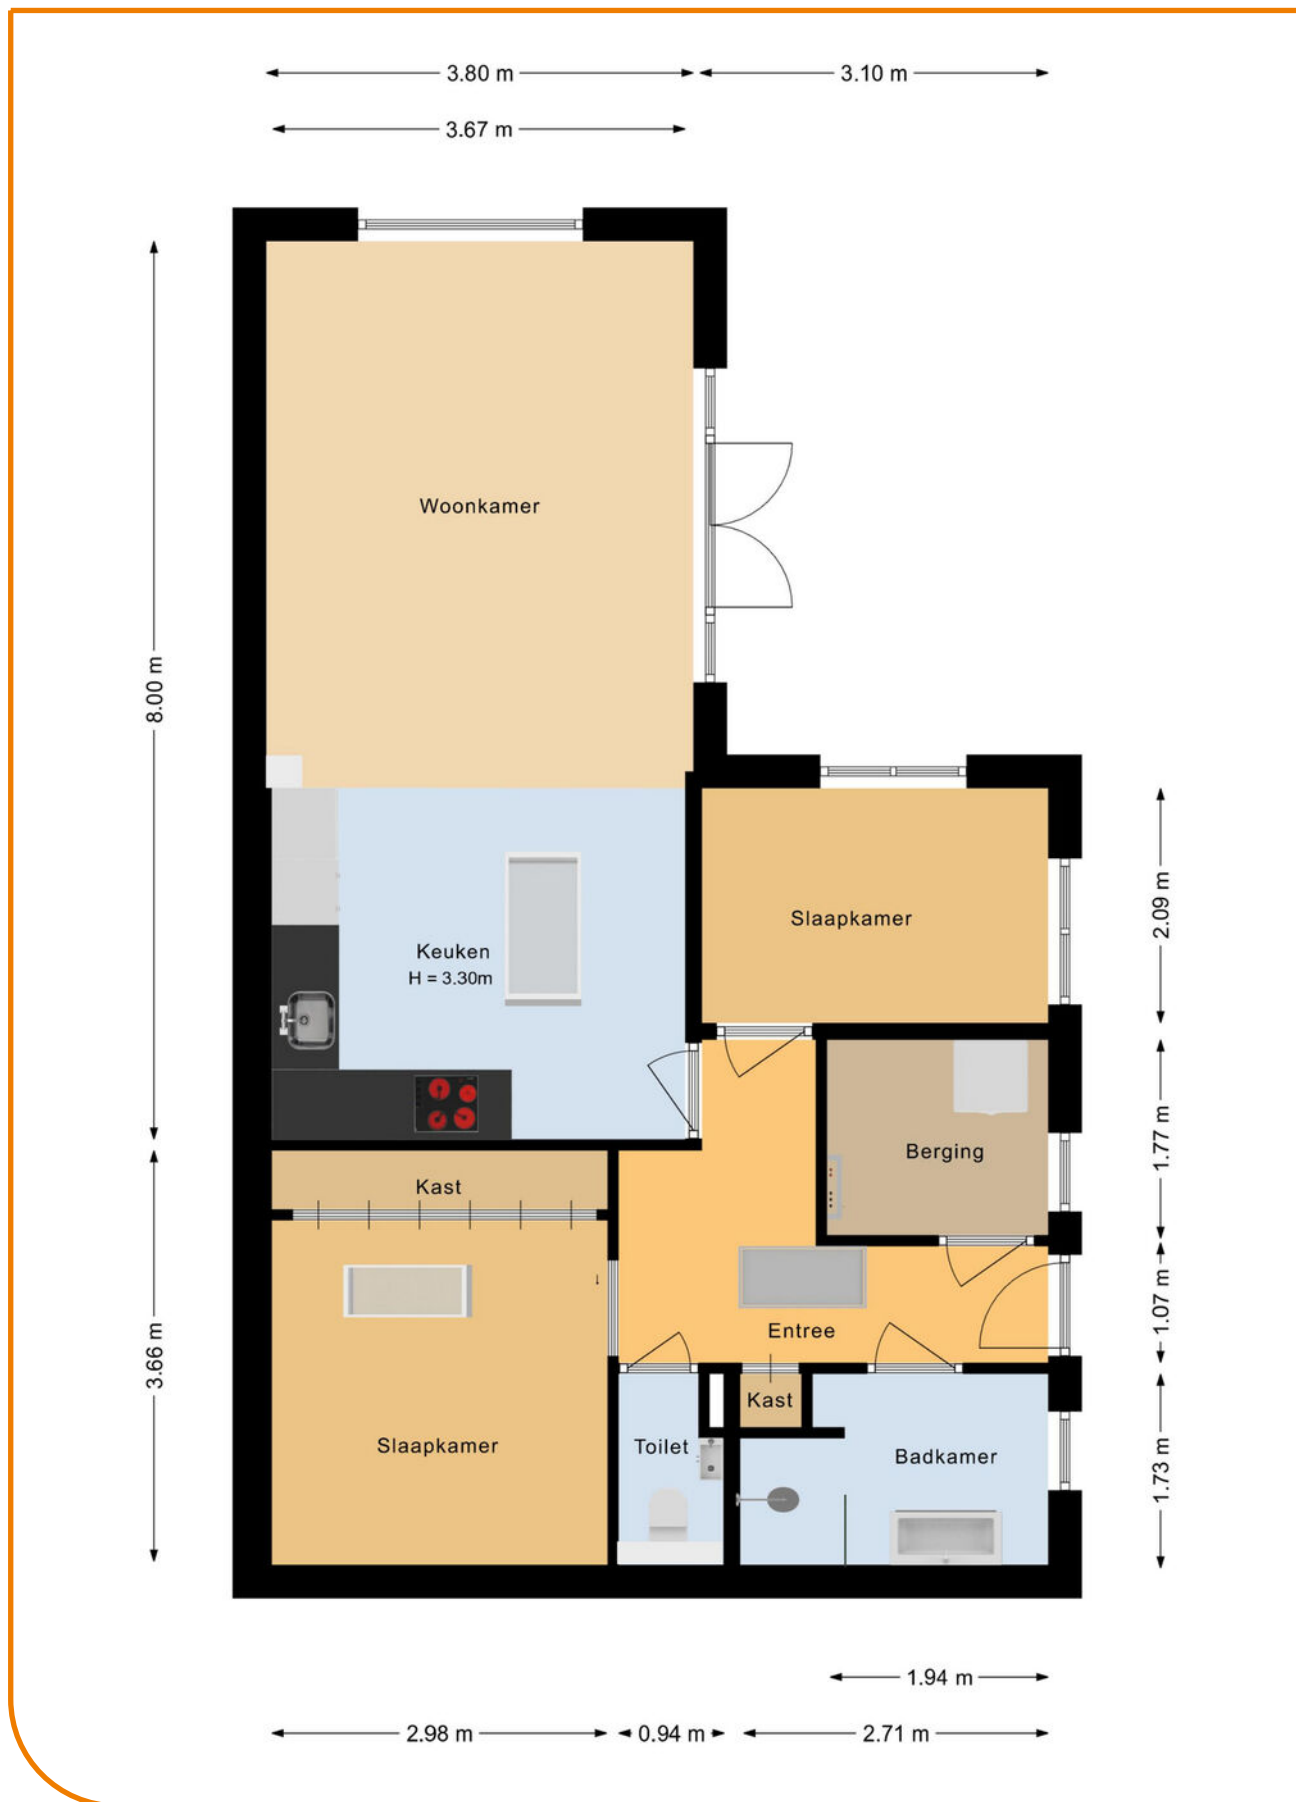 3.80 m
3.10 m
3.67 m
Woonkamer
8.00 m
Slaapkamer
2.09 m
Keuken
H = 3.30m
Berging
1.77 m
Kast
1.07 m
Entree
3.66 m
Kast
Slaapkamer
Toilet
Badkamer
1.73 m
1.94 m
2.98 m
0.94 m
2.71 m